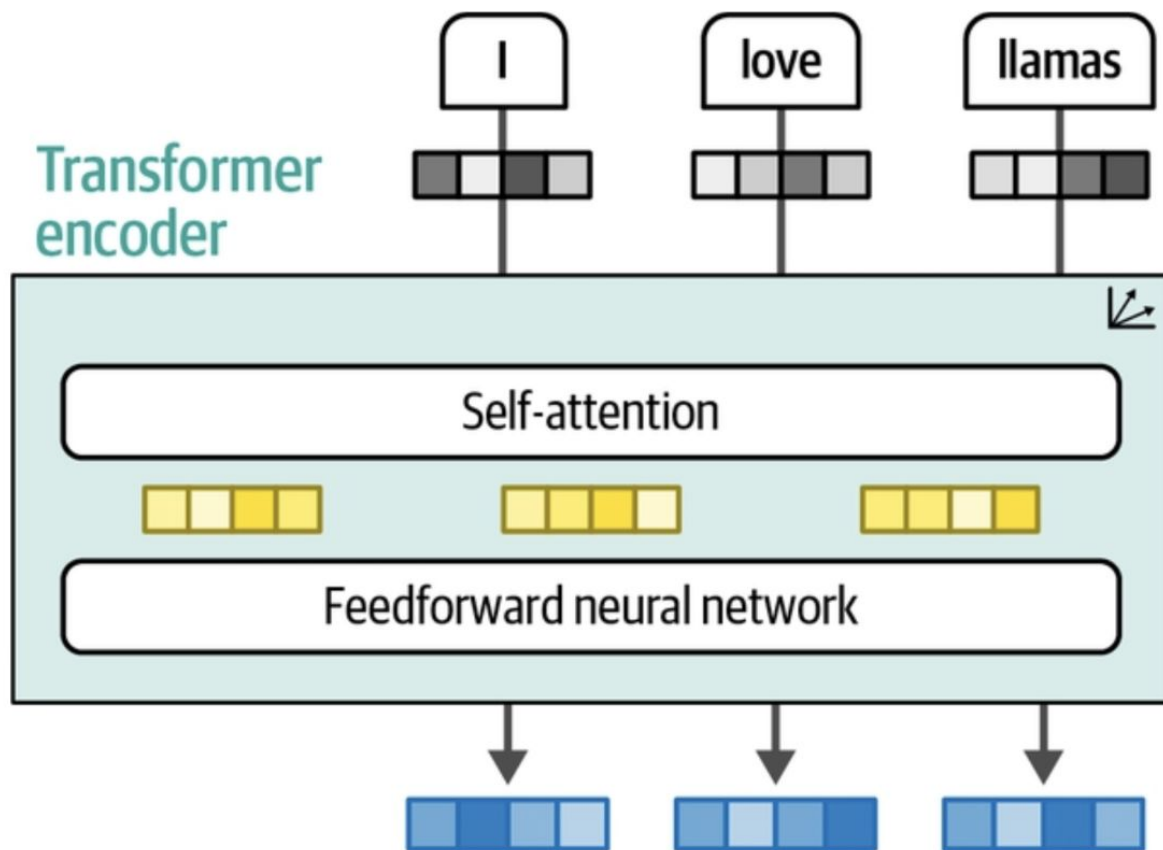 I
love
llamas
Transformer
encoder
Self-attention
Feedforward neural network